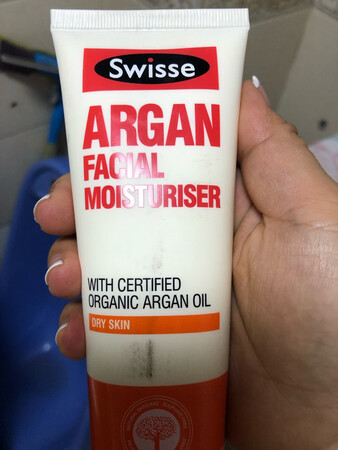 Swisse
ARGAN
FACIAL
MOISTURISER
WITH CERTIFIED
ORGANIC ARGAN OIL
DRY SKIN